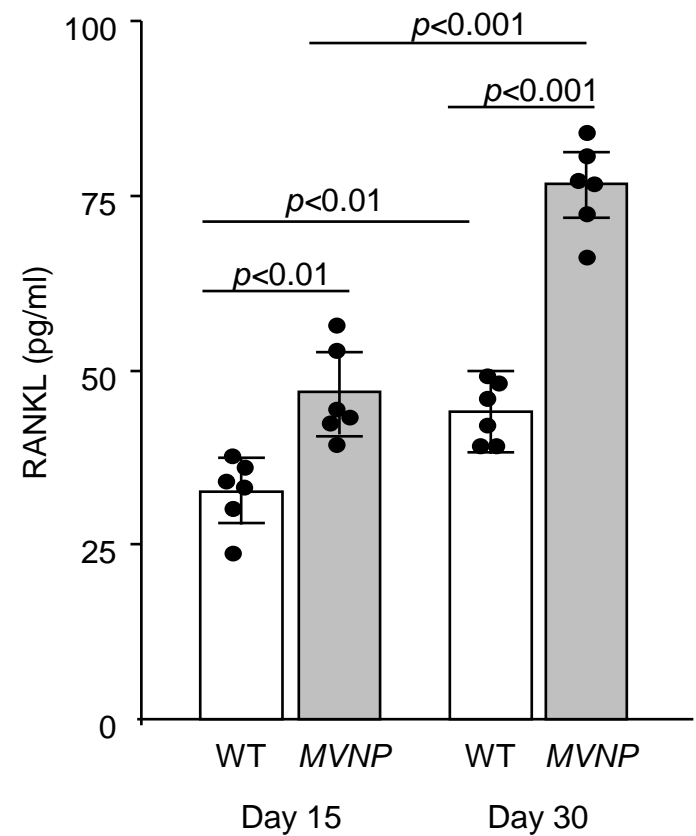 100
p<0.001
p<0.001
75
p<0.01
p<0.01
50
25
0
RANKL (pg/ml)
WT MVNP WT MVNP
Day 15 Day 30